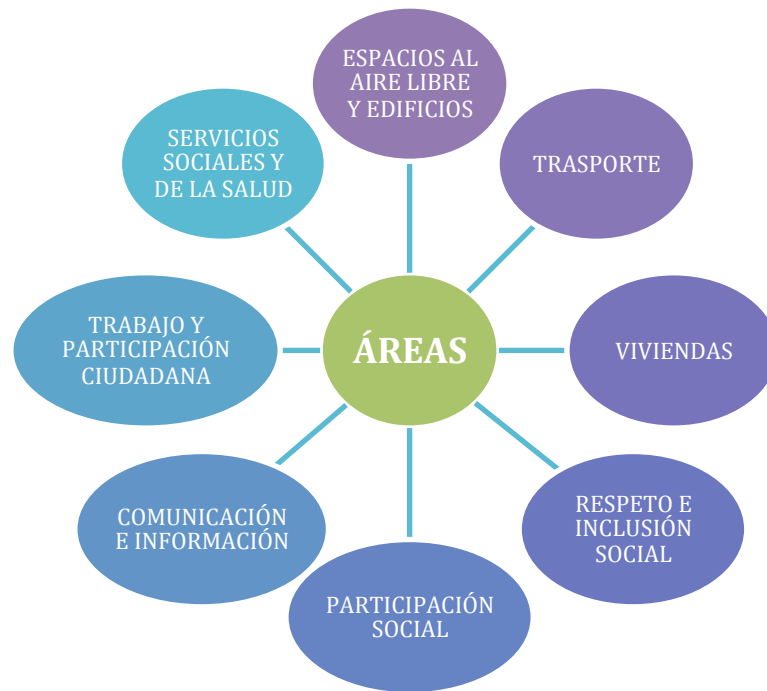 ESPACIOS AL
AIRE LIBRE
Y EDIFICIOS
TRASPORTE
VIVIENDAS
RESPETO E
INCLUSIÓN
SOCIAL
PARTICIPACIÓN
SOCIAL
COMUNICACIÓN
E INFORMACIÓN
TRABAJO Y
PARTICIPACIÓN
CIUDADANA
SERVICIOS
SOCIALES Y
DE LA SALUD
ÁREAS